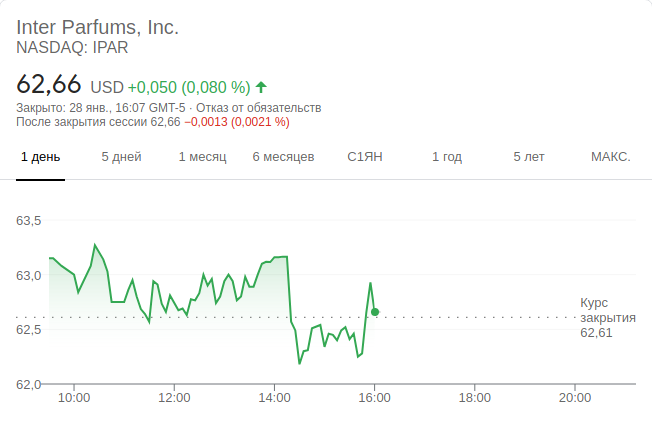 Inter Parfums, Inc.
NASDAQ: IPAR
62,66 USD +0,050 (0,080 %)
Закрыто: 28 янв., 16:07 GMT-5 · Отказ от обязательств
После закрытия сессии 62,66 −0,0013 (0,0021 %)
1 день 5 дней 1 месяц 6 месяцев С1ЯН 1 год 5 лет МАКС.
63,5
63,0
Курс
закрытия
62,61
62,5
62,0
10:00 12:00 14:00 16:00 18:00 20:00